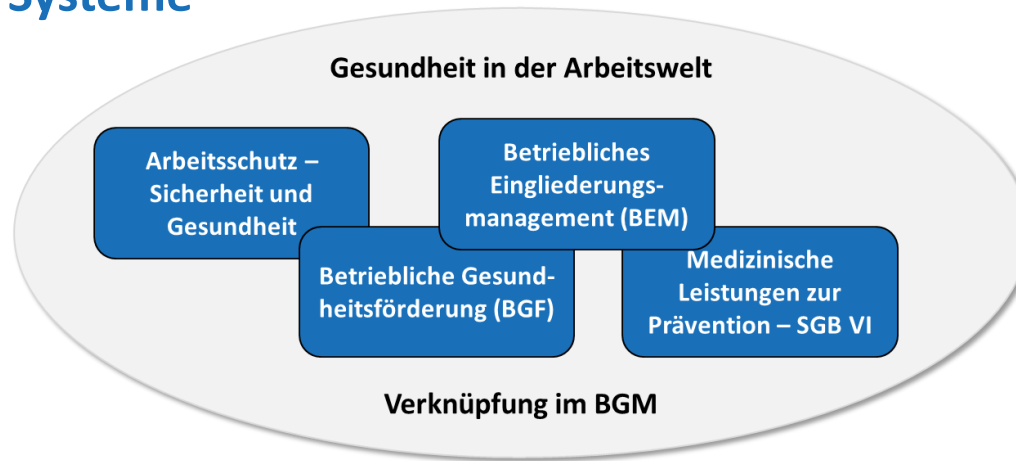 Systeme
Gesundheit in der Arbeitswelt
Arbeitsschutz –
Sicherheit und
Gesundheit
Betriebliches
Eingliederungs-
management (BEM)
Betriebliche Gesund-
heitsförderung (BGF)
Medizinische
Leistungen zur
Prävention – SGB VI
Verknüpfung im BGM